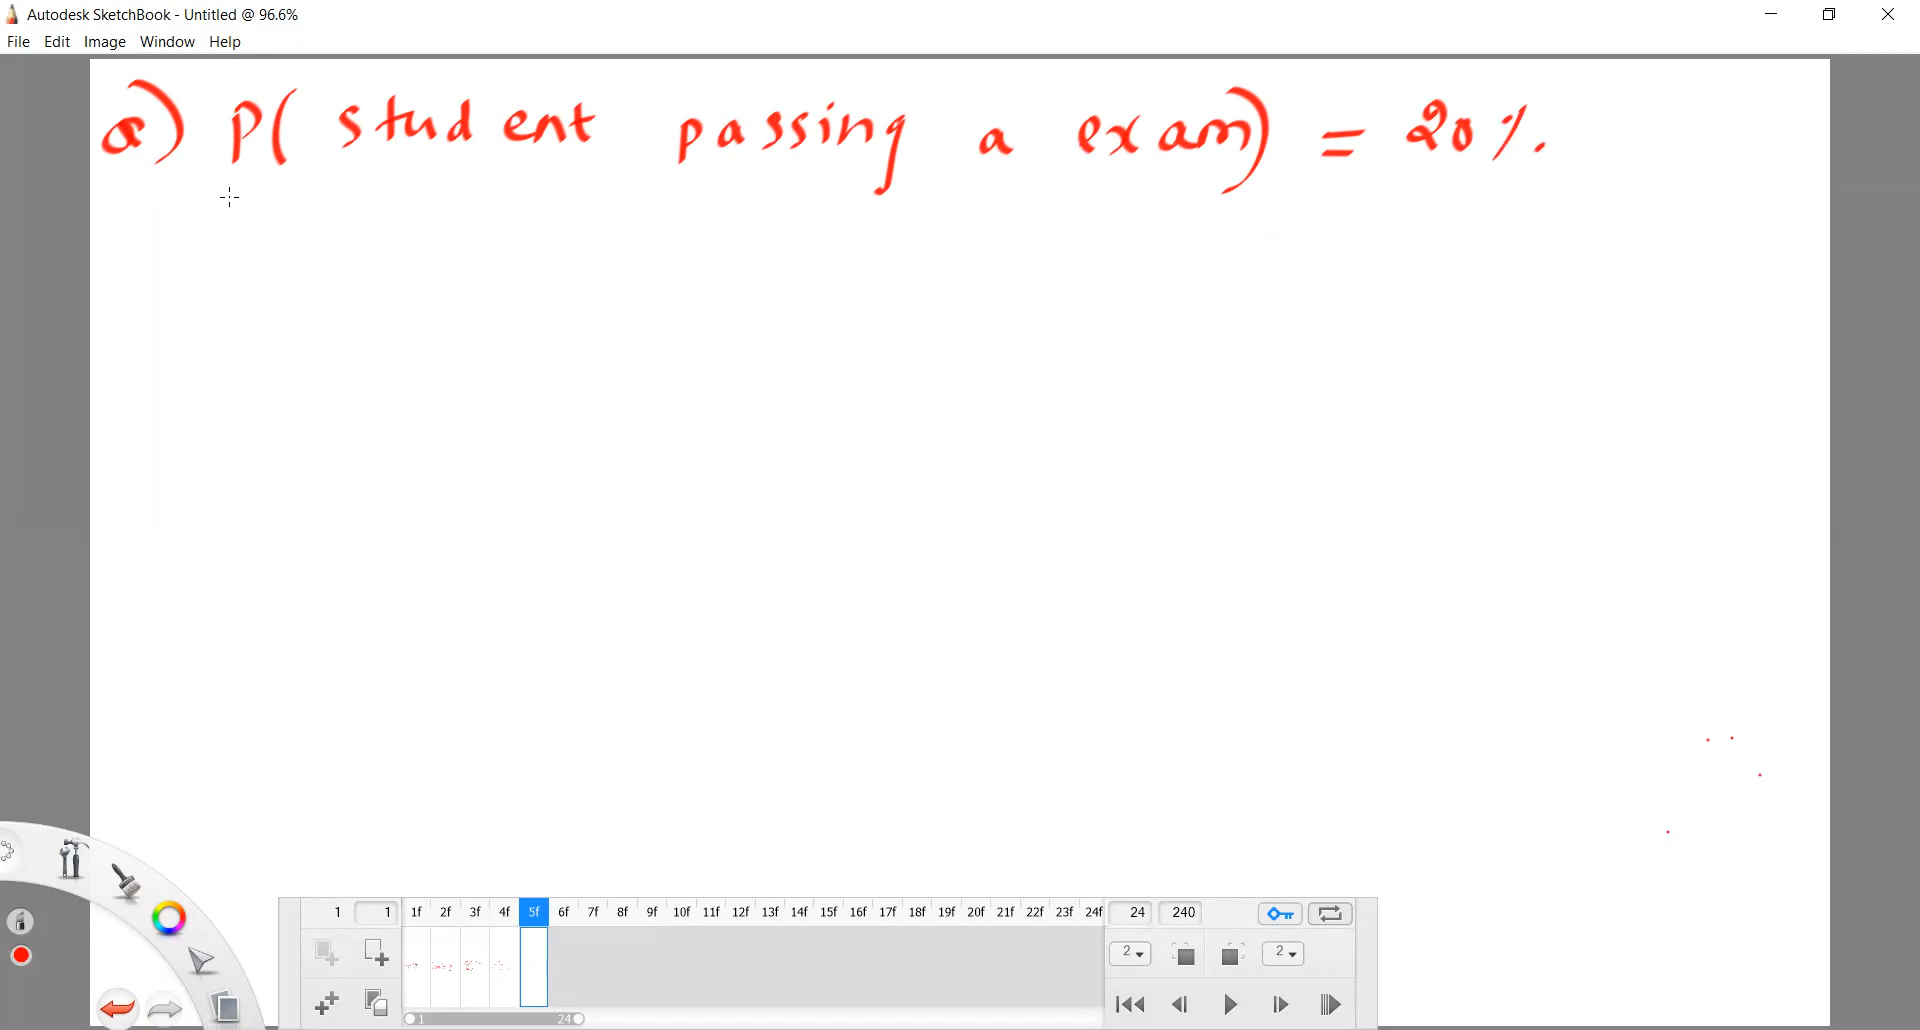 Autodesk SketchBook - Untitled @ 96.6%
File Edit Image Window Help
a) P( student passing a exam) = 20%.
1 1 1f 2f 3f 4f 5f 6f 7f 8f 9f 10f 11f 12f 13f 14f 15f 16f 17f 18f 19f 20f 21f 22f 23f 24f 24 240
2 2
1 24